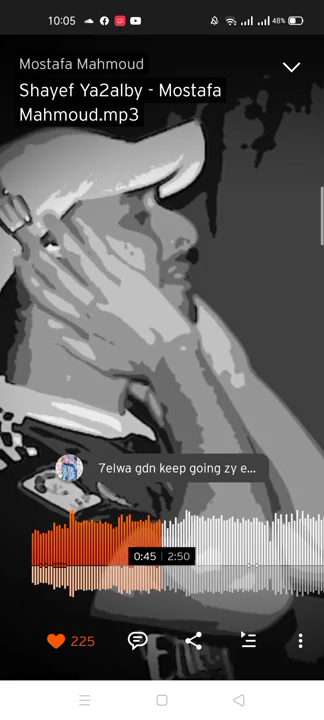 10:05
48%
Mostafa Mahmoud
Shayef Ya2alby - Mostafa
Mahmoud.mp3
7elwa gdn keep going zy e...
0:45 | 2:50
225